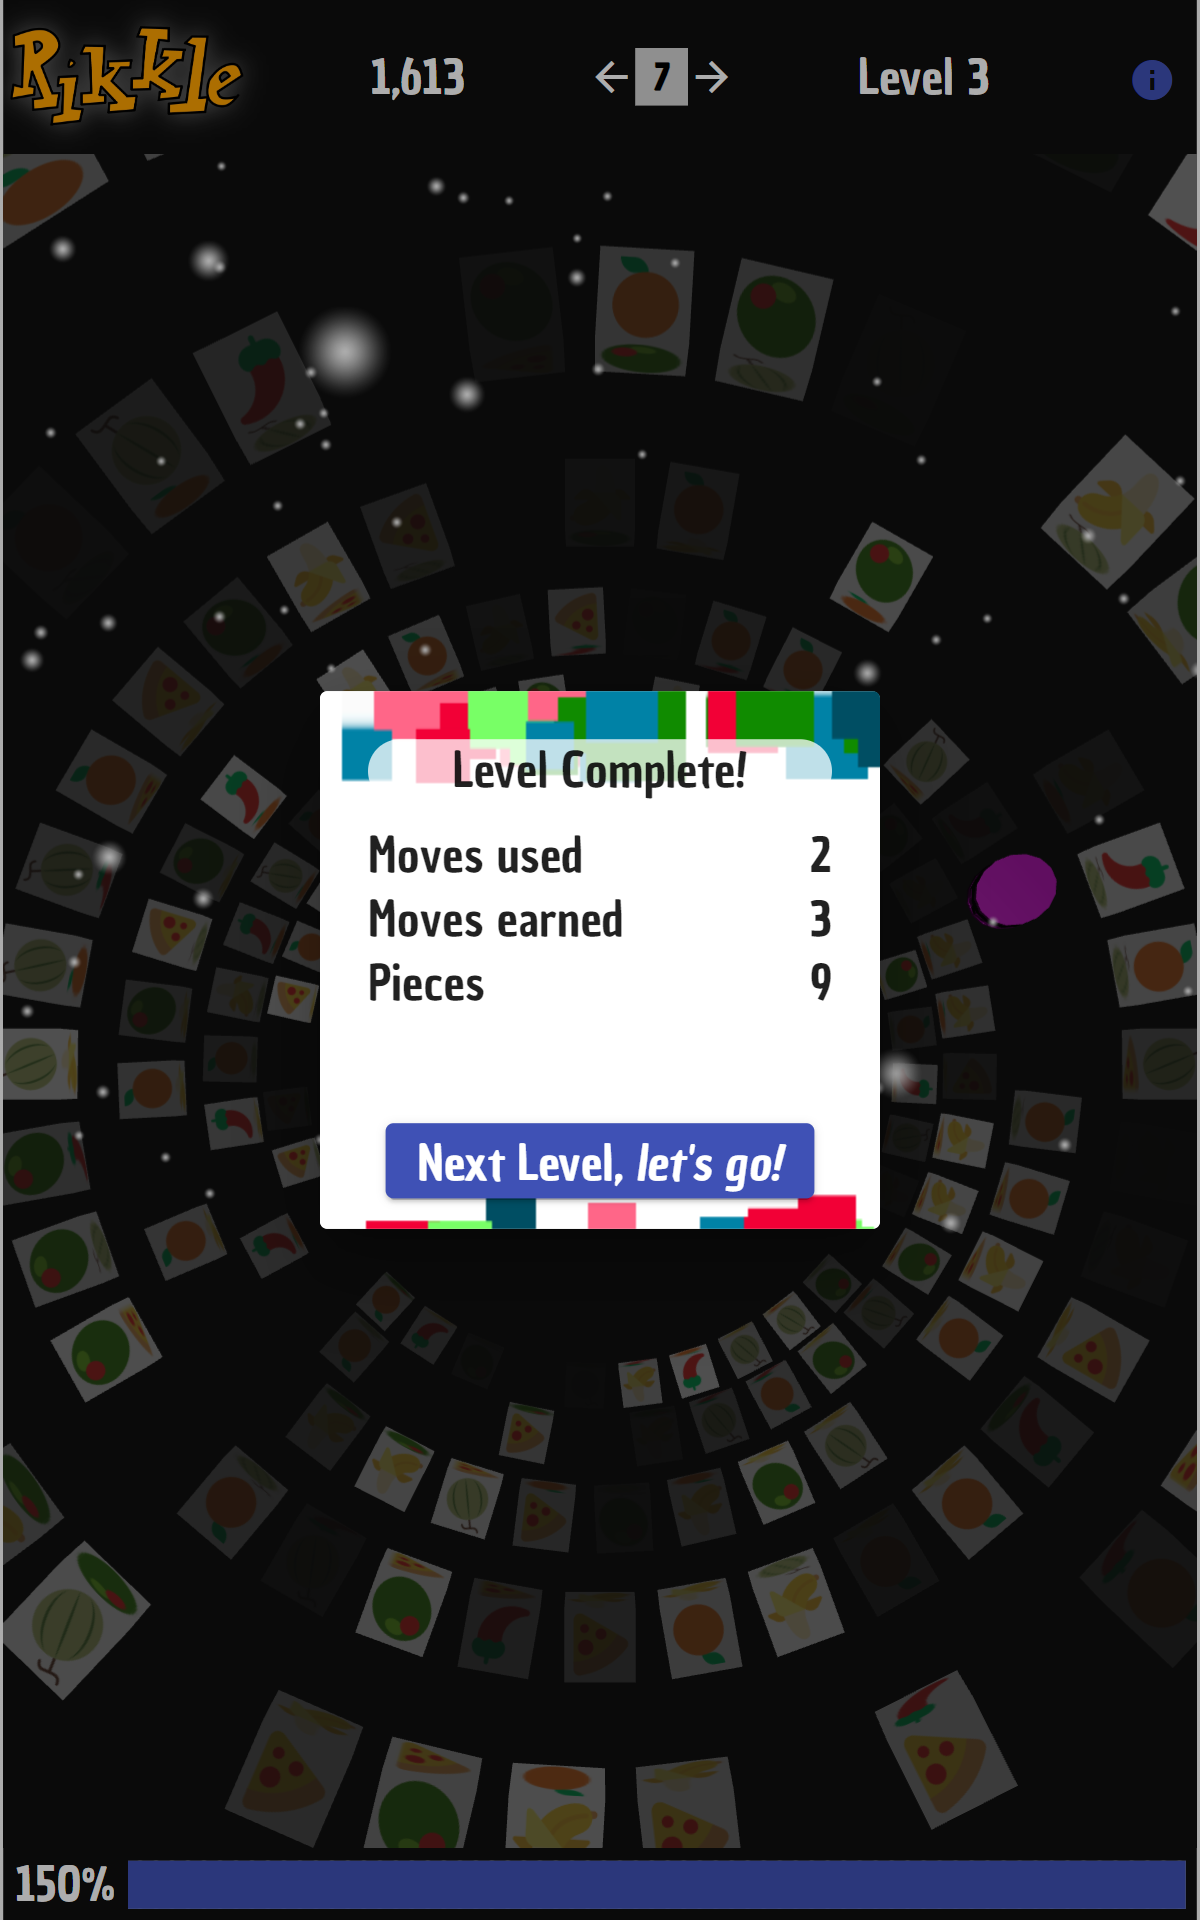 Rikkle
1,613
← 7 →
Level 3
i
Level Complete!
Moves used 2
Moves earned 3
Pieces 9
Next Level, let's go!
150%